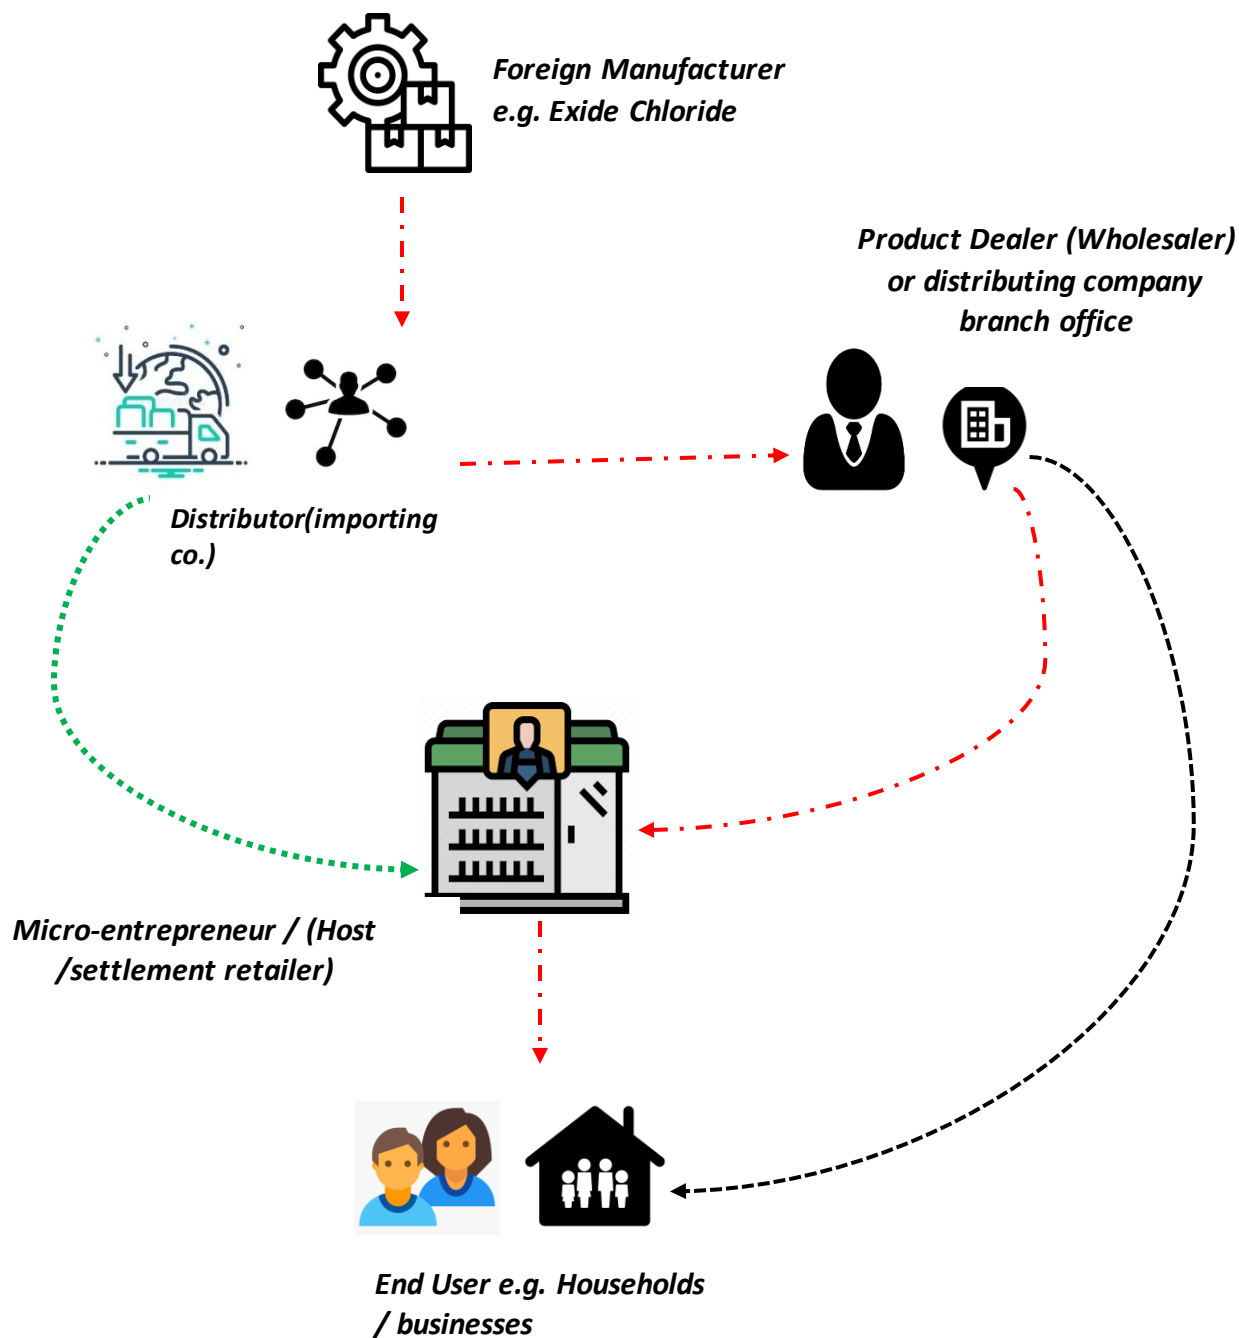 Foreign Manufacturer
e.g. Exide Chloride
Product Dealer (Wholesaler)
or distributing company
branch office
Distributor(importing
co.)
Micro-entrepreneur / (Host
/settlement retailer)
End User e.g. Households
/ businesses